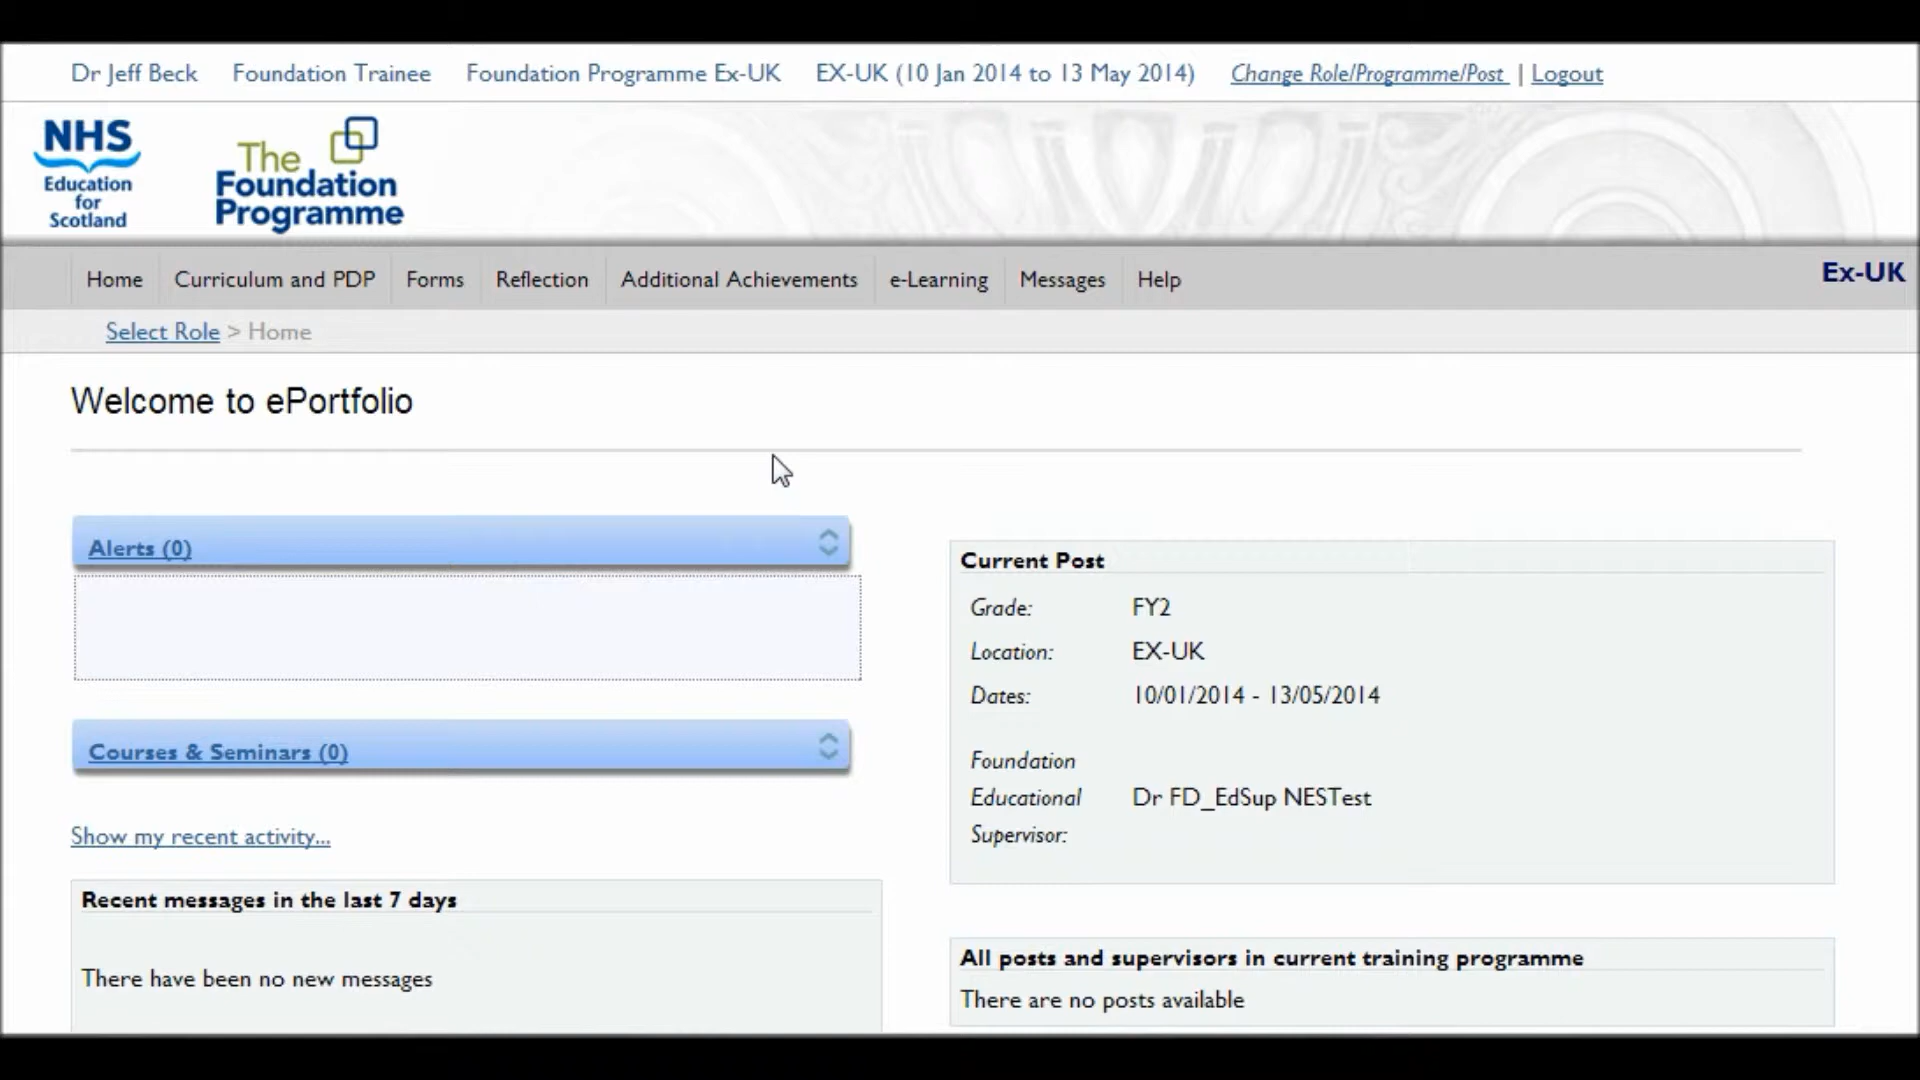 Dr Jeff Beck Foundation Trainee Foundation Programme Ex-UK EX-UK (10 Jan 2014 to 13 May 2014) Change Role/Programme/Post | Logout
NHS
Education
for
Scotland
The
Foundation
Programme
Home Curriculum and PDP Forms Reflection Additional Achievements e-Learning Messages Help Ex-UK
Select Role > Home
Welcome to ePortfolio
Alerts (0)
Courses & Seminars (0)
Show my recent activity...
Recent messages in the last 7 days
There have been no new messages
Current Post
Grade: FY2
Location: EX-UK
Dates: 10/01/2014 - 13/05/2014
Foundation
Educational Dr FD_EdSup NESTest
Supervisor:
All posts and supervisors in current training programme
There are no posts available